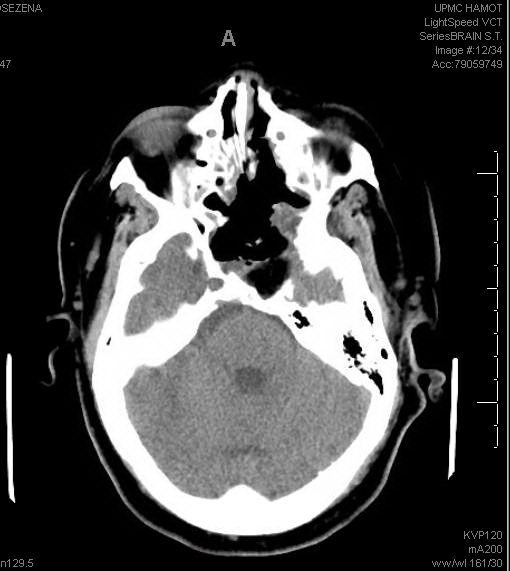 OSEZENA
47
A
UPMC HAMOT
LightSpeed VCT
SeriesBRAIN S.T.
Image #:12/34
Acc:79059749
n129.5
KVP120
mA200
ww/wl 161/30